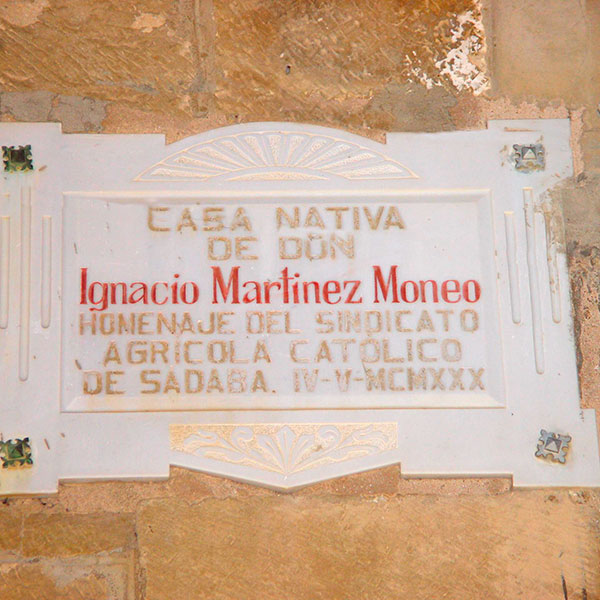 CASA NATIVA
DE DON
Ignacio Martinez Moneo
HOMENAJE DEL SINDICATO
AGRICOLA CATOLICO
DE SADABA. IV-V-MCMXXX